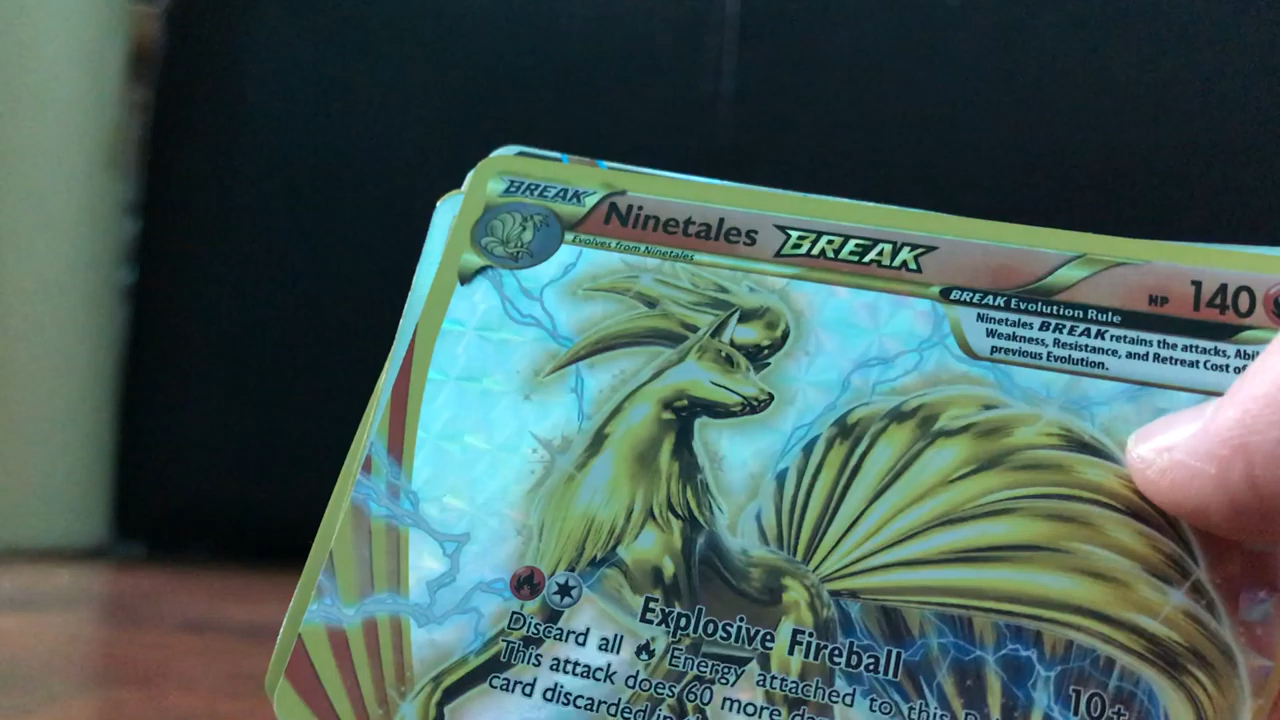 BREAK
Ninetales BREAK
Evolves from Ninetales
HP 140
BREAK Evolution Rule
Ninetales BREAK retains the attacks,
Weakness, Resistance, and Retreat Cost of
previous Evolution.
Explosive Fireball
10+
Discard all Energy attached to this
This attack does 60 more
card discarded in